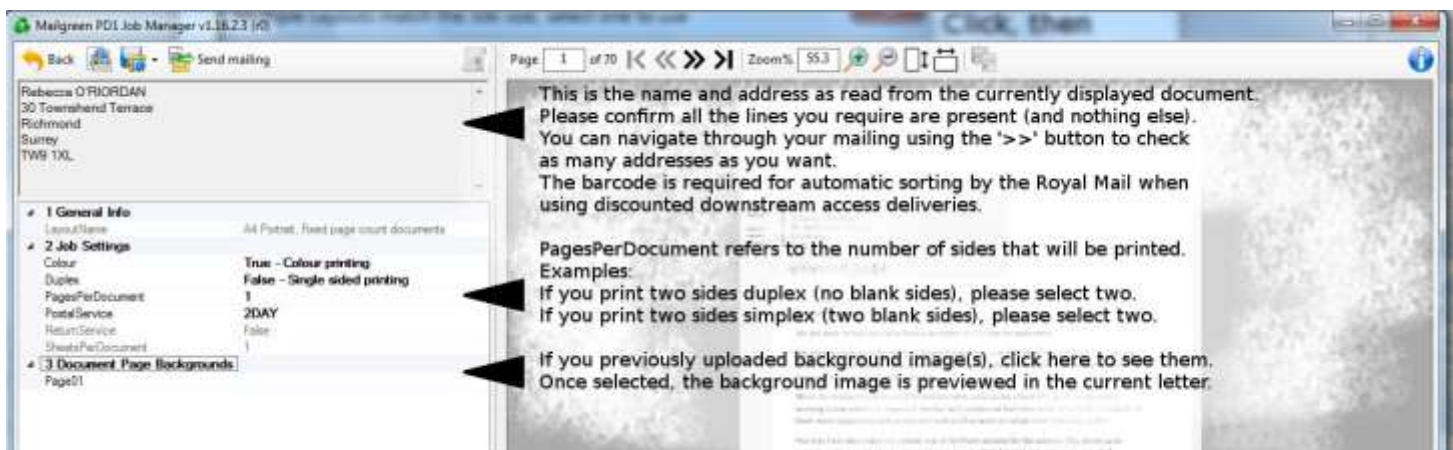 Click, then
Mailgreen PD1 Job Manager v1.16.2.3 (r0)
Back
Send mailing
Page 1 of 70
Zoom% 55.3
Rebecca O'RIORDAN
30 Townshend Terrace
Richmond
Surrey
TW9 1XL
This is the name and address as read from the currently displayed document.
Please confirm all the lines you require are present (and nothing else).
You can navigate through your mailing using the '>>' button to check
as many addresses as you want.
The barcode is required for automatic sorting by the Royal Mail when
using discounted downstream access deliveries.
1 General Info
LayoutName A4 Portrait, fixed page count documents
2 Job Settings
Colour True - Colour printing
Duplex False - Single sided printing
PagesPerDocument 1
PostalService 2DAY
ReturnService False
SheetsPerDocument 1
3 Document Page Backgrounds
Page01
PagesPerDocument refers to the number of sides that will be printed.
Examples:
If you print two sides duplex (no blank sides), please select two.
If you print two sides simplex (two blank sides), please select two.
If you previously uploaded background image(s), click here to see them.
Once selected, the background image is previewed in the current letter.